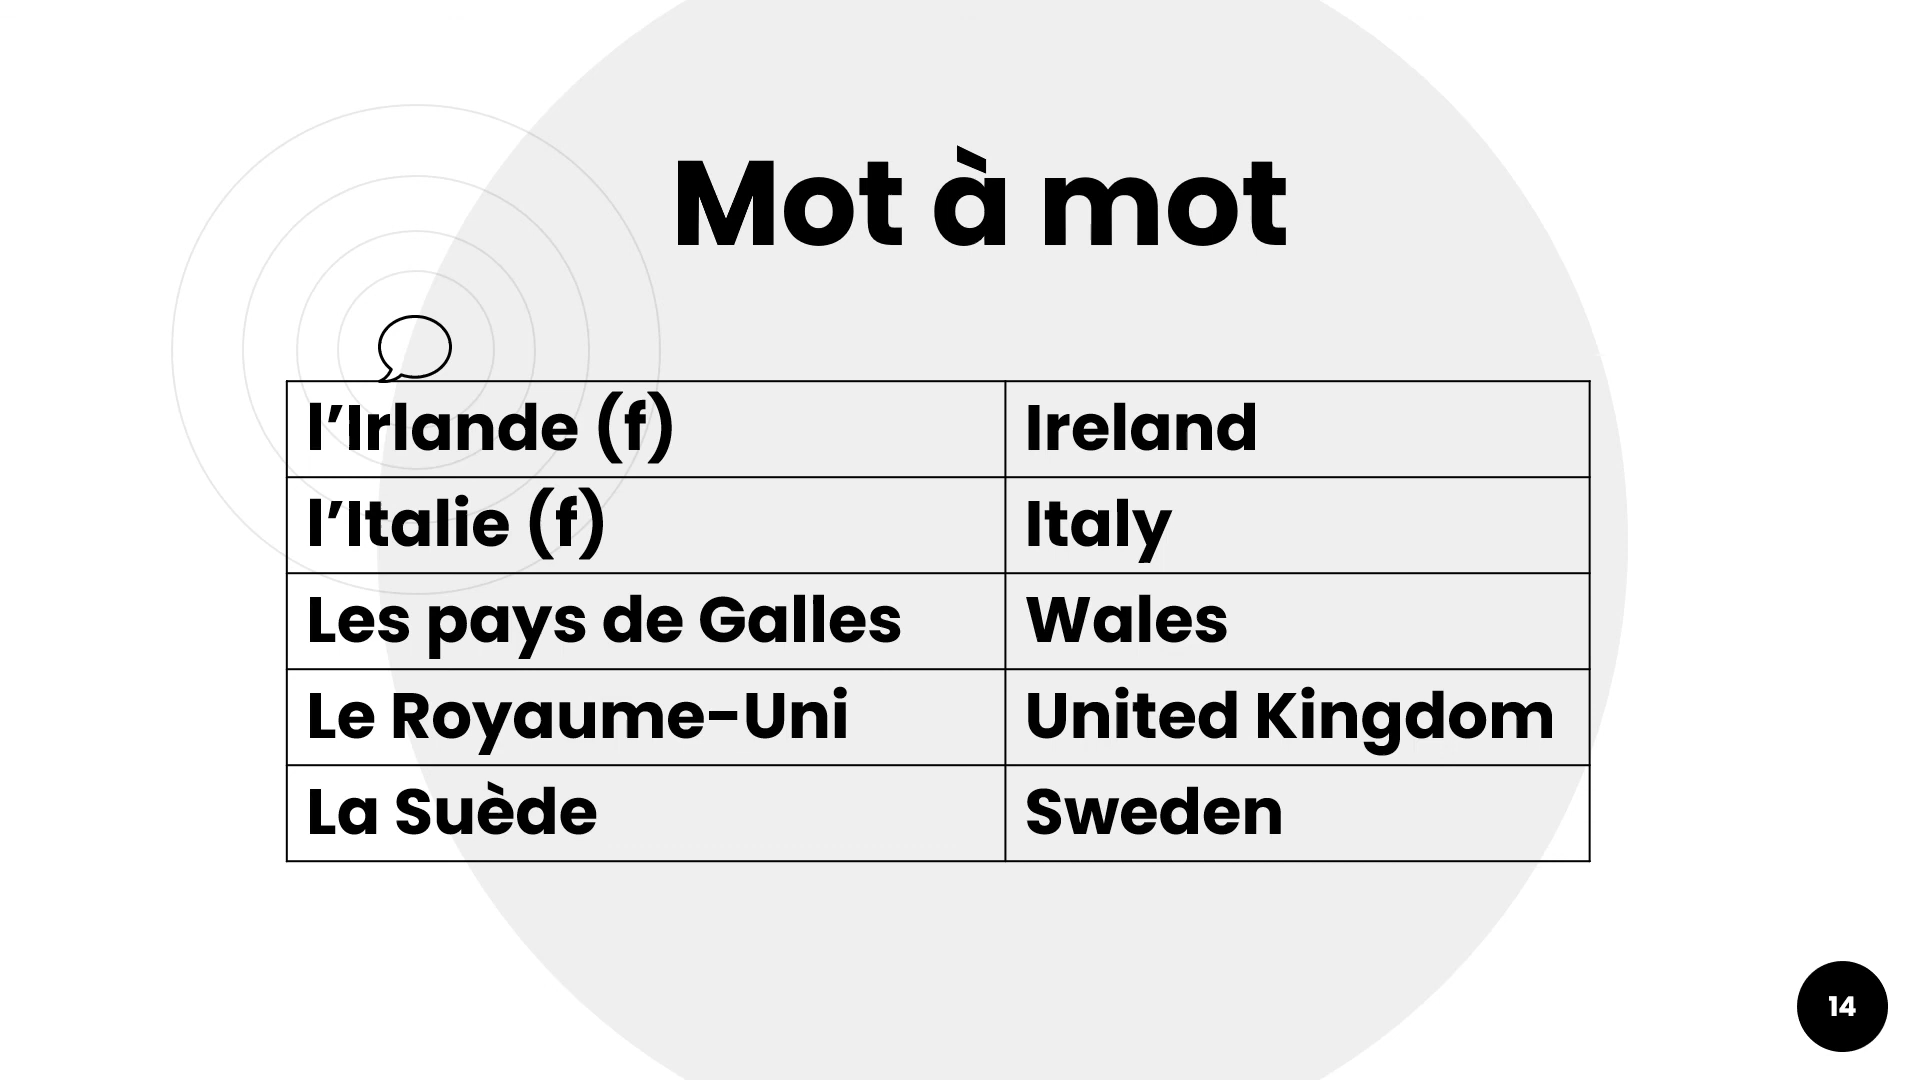 Mot à mot
l’Irlande (f) Ireland
l’Italie (f) Italy
Les pays de Galles Wales
Le Royaume-Uni United Kingdom
La Suède Sweden
14